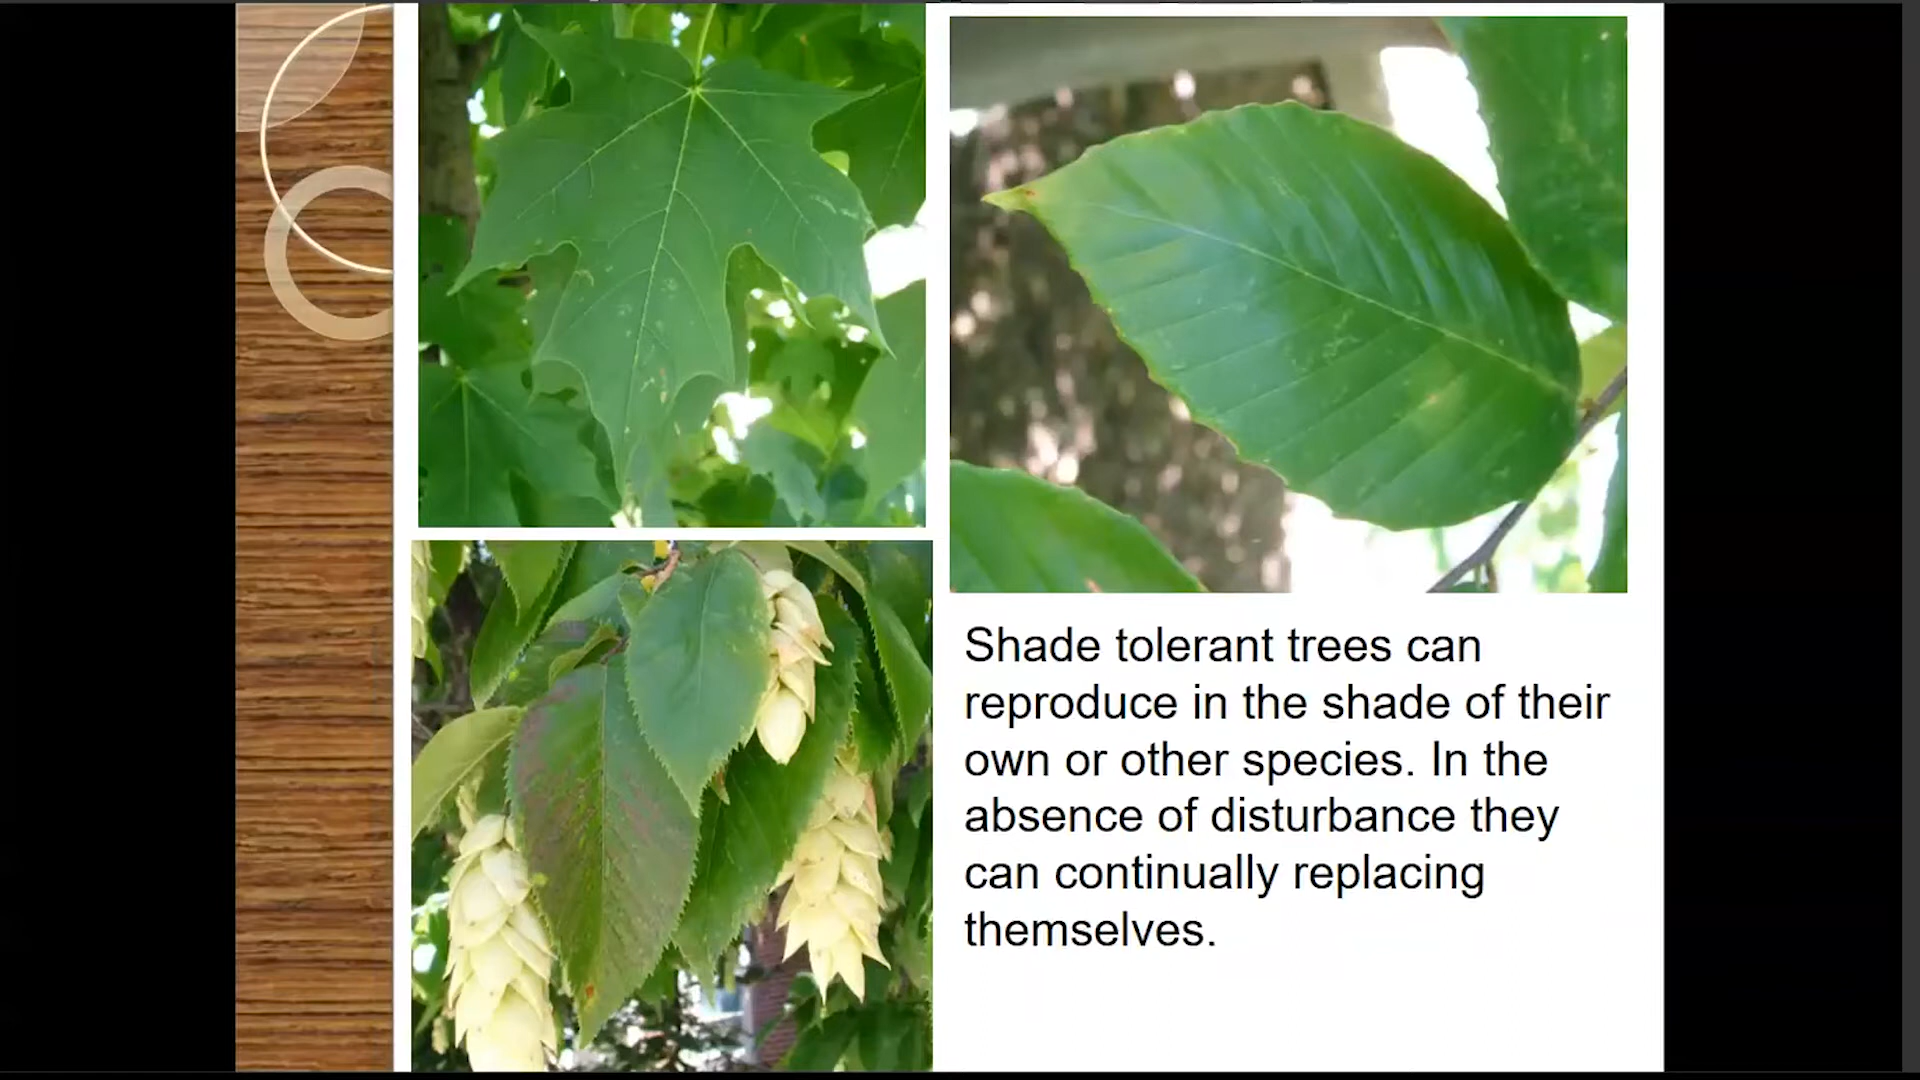 Shade tolerant trees can
reproduce in the shade of their
own or other species. In the
absence of disturbance they
can continually replacing
themselves.